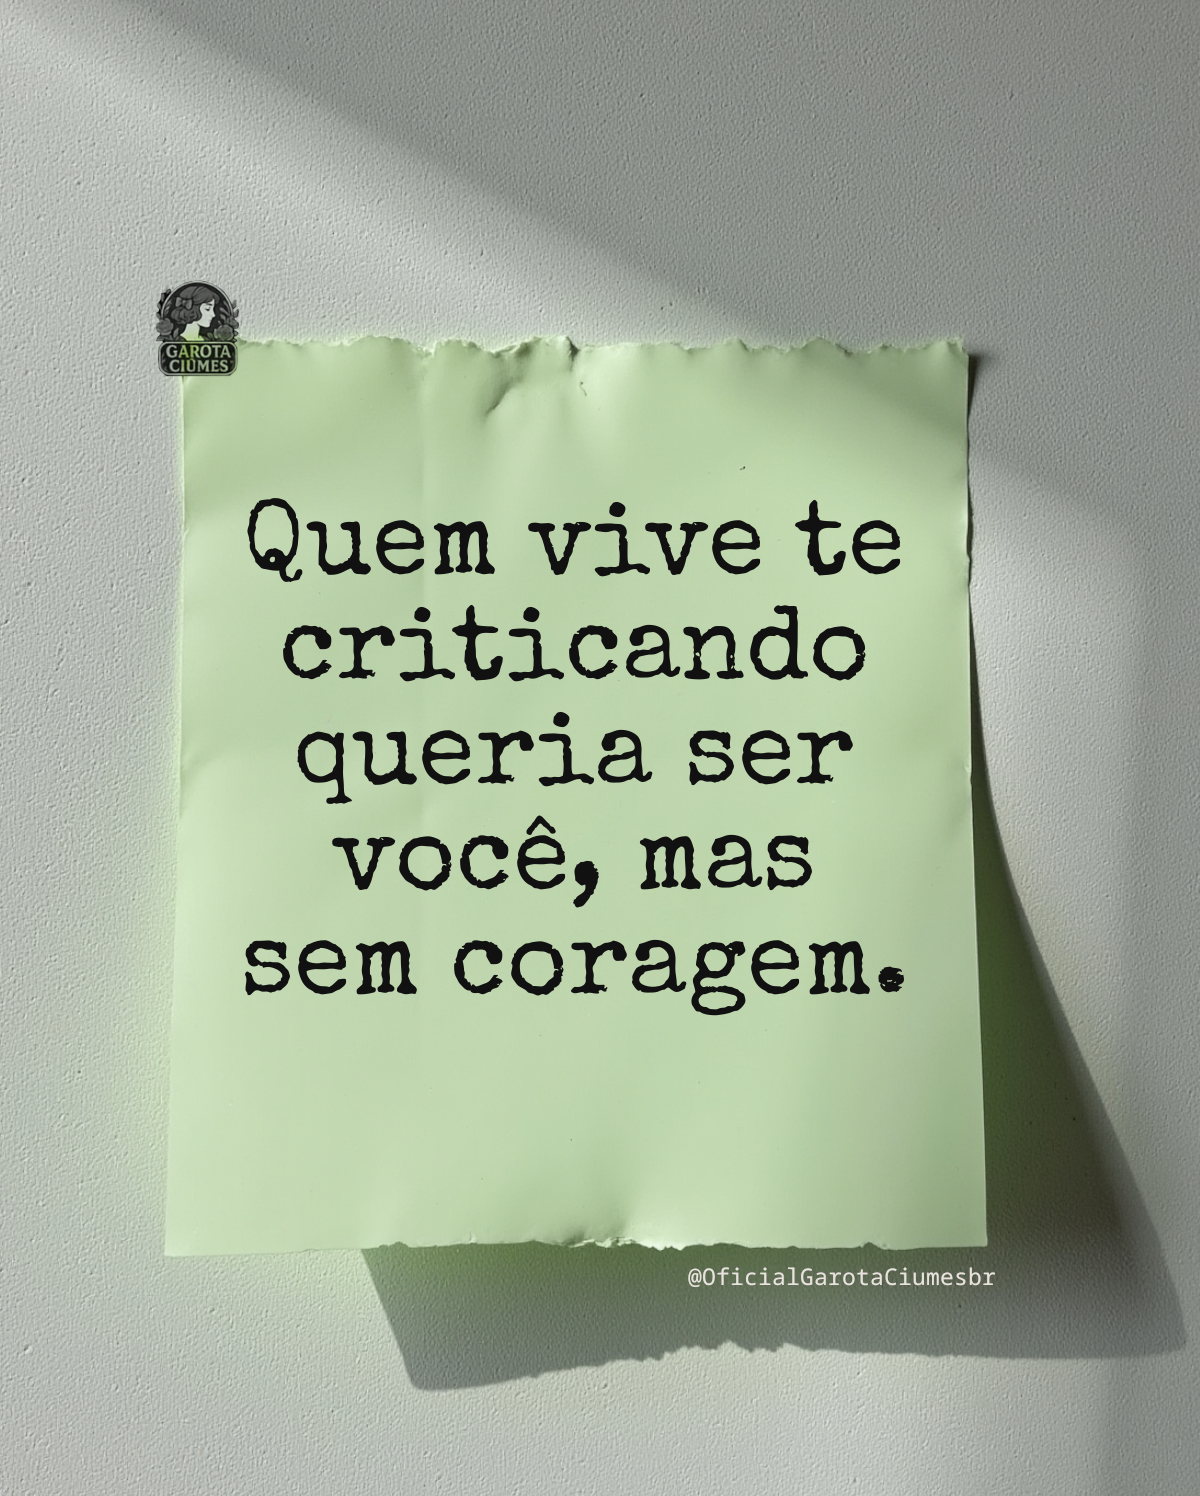 GAROTA
CIÚMES
Quem vive te
criticando
queria ser
você, mas
sem coragem.
@OficialGarotaCiumesbr